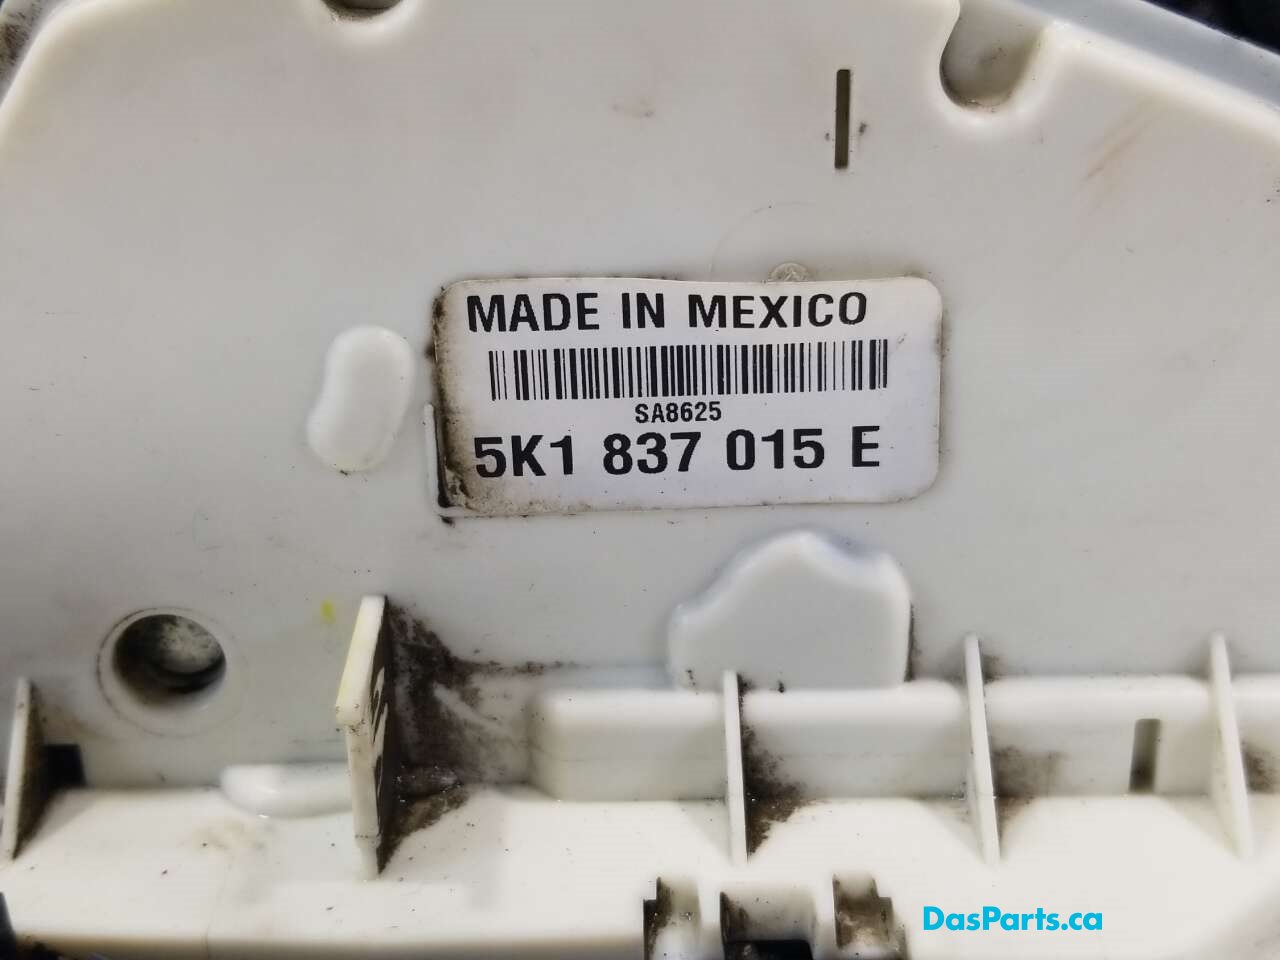 MADE IN MEXICO
SA8625
5K1 837 015 E
DasParts.ca